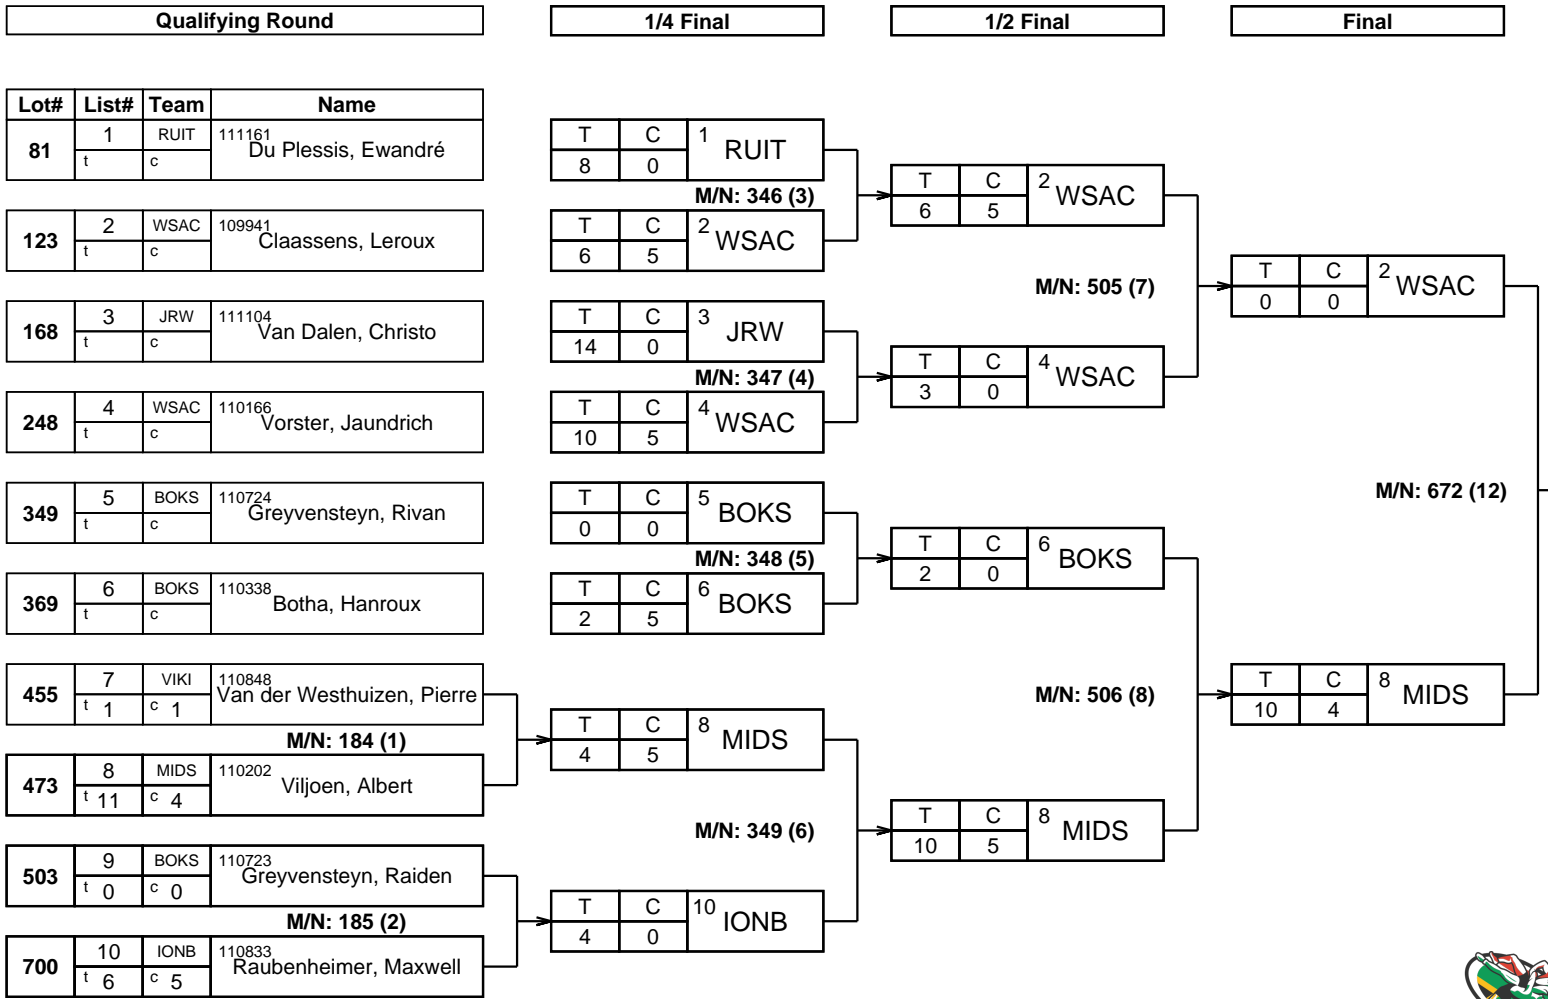 Qualifying Round 1/4 Final 1/2 Final Final
Lot# List# Team Name
81 1 RUIT 111161 Du Plessis, Ewandré
t c
T C 1 RUIT
8 0
M/N: 346 (3)
T C 2 WSAC
6 5
123 2 WSAC 109941 Claassens, Leroux
t c
T C 2 WSAC
6 5
M/N: 505 (7)
T C 2 WSAC
0 0
168 3 JRW 111104 Van Dalen, Christo
t c
T C 3 JRW
14 0
M/N: 347 (4)
T C 4 WSAC
3 0
248 4 WSAC 110166 Vorster, Jaundrich
t c
T C 4 WSAC
10 5
349 5 BOKS 110724 Greyvensteyn, Rivan
t c
T C 5 BOKS
0 0
M/N: 672 (12)
M/N: 348 (5)
T C 6 BOKS
2 0
369 6 BOKS 110338 Botha, Hanroux
t c
T C 6 BOKS
2 5
455 7 VIKI 110848 Van der Westhuizen, Pierre
t 1 c 1
M/N: 506 (8)
T C 8 MIDS
10 4
M/N: 184 (1)
T C 8 MIDS
4 5
473 8 MIDS 110202 Viljoen, Albert
t 11 c 4
M/N: 349 (6)
T C 8 MIDS
10 5
503 9 BOKS 110723 Greyvensteyn, Raiden
t 0 c 0
M/N: 185 (2)
T C 10 IONB
4 0
700 10 IONB 110833 Raubenheimer, Maxwell
t 6 c 5